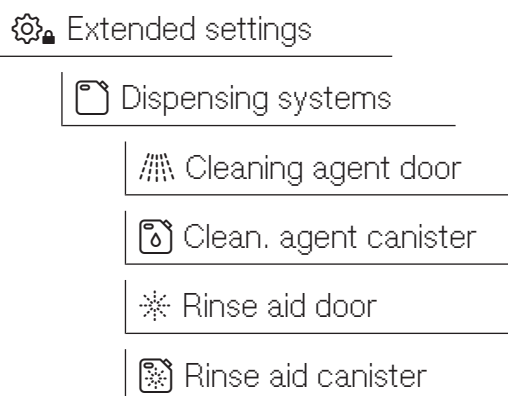 Extended settings
Dispensing systems
Cleaning agent door
Clean. agent canister
Rinse aid door
Rinse aid canister